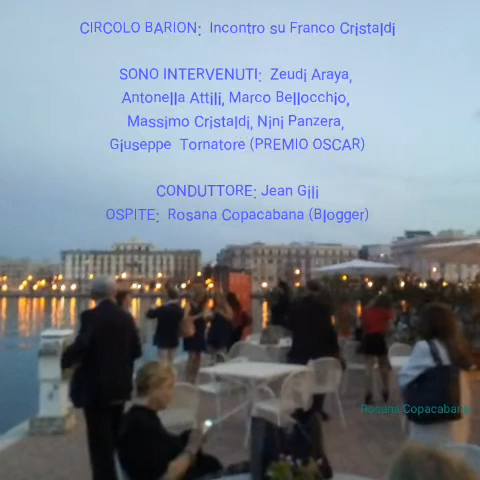 CIRCOLO BARION: Incontro su Franco Cristaldi
SONO INTERVENUTI: Zeudi Araya,
Antonella Attili, Marco Bellocchio,
Massimo Cristaldi, Nini Panzera,
Giuseppe Tornatore (PREMIO OSCAR)
CONDUTTORE: Jean Gili
OSPITE: Rosana Copacabana (Blogger)
Rosana Copacabana